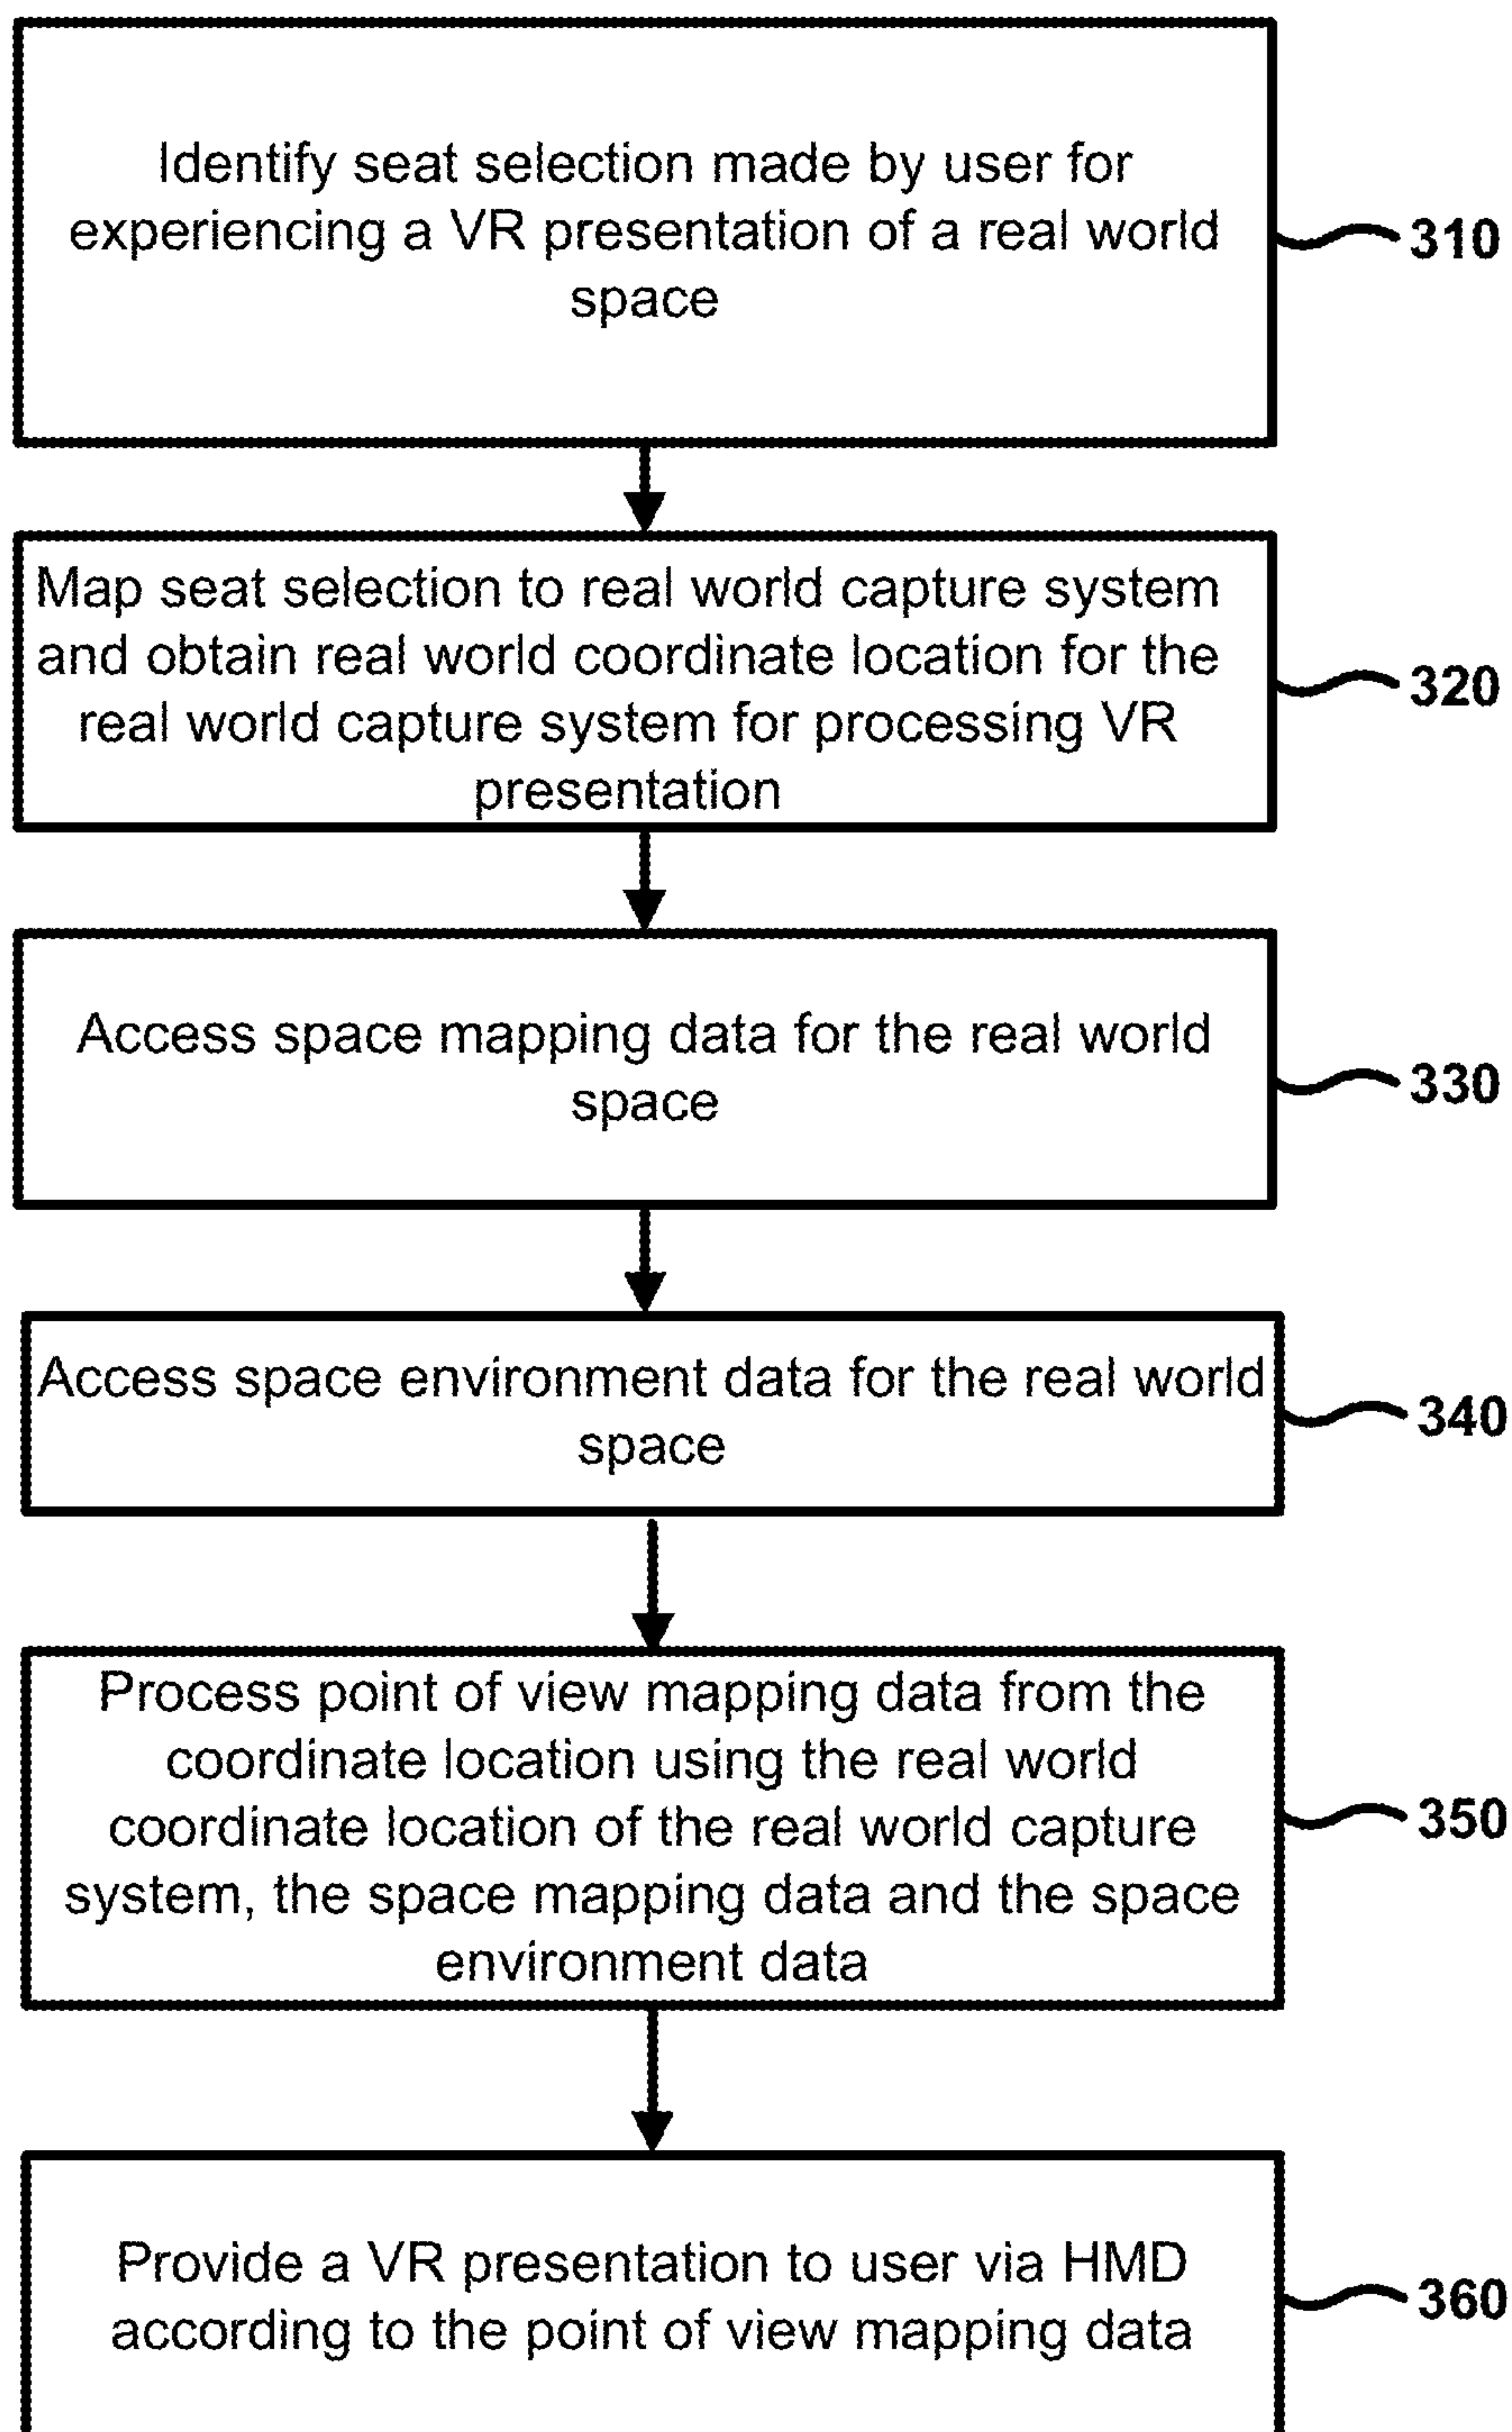 Identify seat selection made by user for
experiencing a VR presentation of a real world
space
310
Map seat selection to real world capture system
and obtain real world coordinate location for the
real world capture system for processing VR
presentation
320
Access space mapping data for the real world
space
330
Access space environment data for the real world
space
340
Process point of view mapping data from the
coordinate location using the real world
coordinate location of the real world capture
system, the space mapping data and the space
environment data
350
Provide a VR presentation to user via HMD
according to the point of view mapping data
360